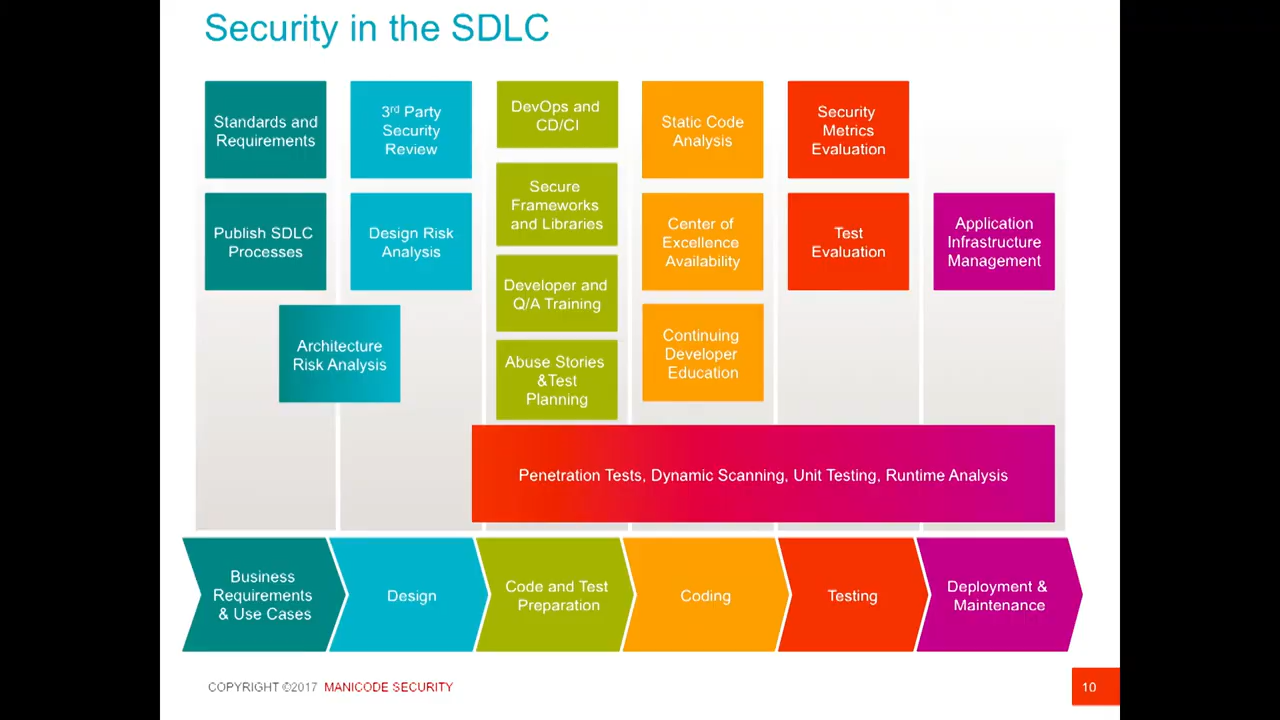 Security in the SDLC
Standards and
Requirements
3rd Party
Security
Review
DevOps and
CD/CI
Static Code
Analysis
Security
Metrics
Evaluation
Publish SDLC
Processes
Design Risk
Analysis
Secure
Frameworks
and Libraries
Center of
Excellence
Availability
Test
Evaluation
Application
Infrastructure
Management
Architecture
Risk Analysis
Developer and
Q/A Training
Continuing
Developer
Education
Abuse Stories
&Test
Planning
Penetration Tests, Dynamic Scanning, Unit Testing, Runtime Analysis
Business
Requirements
& Use Cases
Design
Code and Test
Preparation
Coding
Testing
Deployment &
Maintenance
COPYRIGHT ©2017 MANICODE SECURITY
10